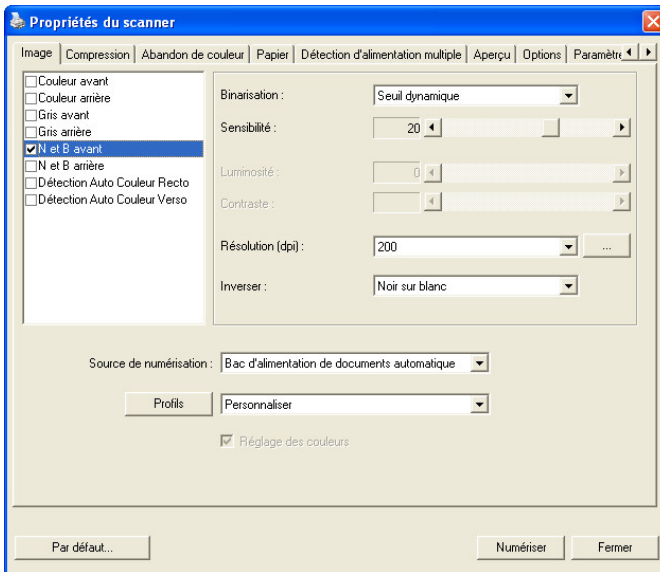 Propriétés du scanner
Image Compression Abandon de couleur Papier Détection d'alimentation multiple Aperçu Options Paramètre
Couleur avant
Couleur arrière
Gris avant
Gris arrière
N et B avant
N et B arrière
Détection Auto Couleur Recto
Détection Auto Couleur Verso
Binarisation : Seuil dynamique
Sensibilité : 20
Luminosité : 0
Contraste :
Résolution (dpi) : 200 ...
Inverser : Noir sur blanc
Source de numérisation : Bac d'alimentation de documents automatique
Profils Personnaliser
Réglage des couleurs
Par défaut... Numériser Fermer